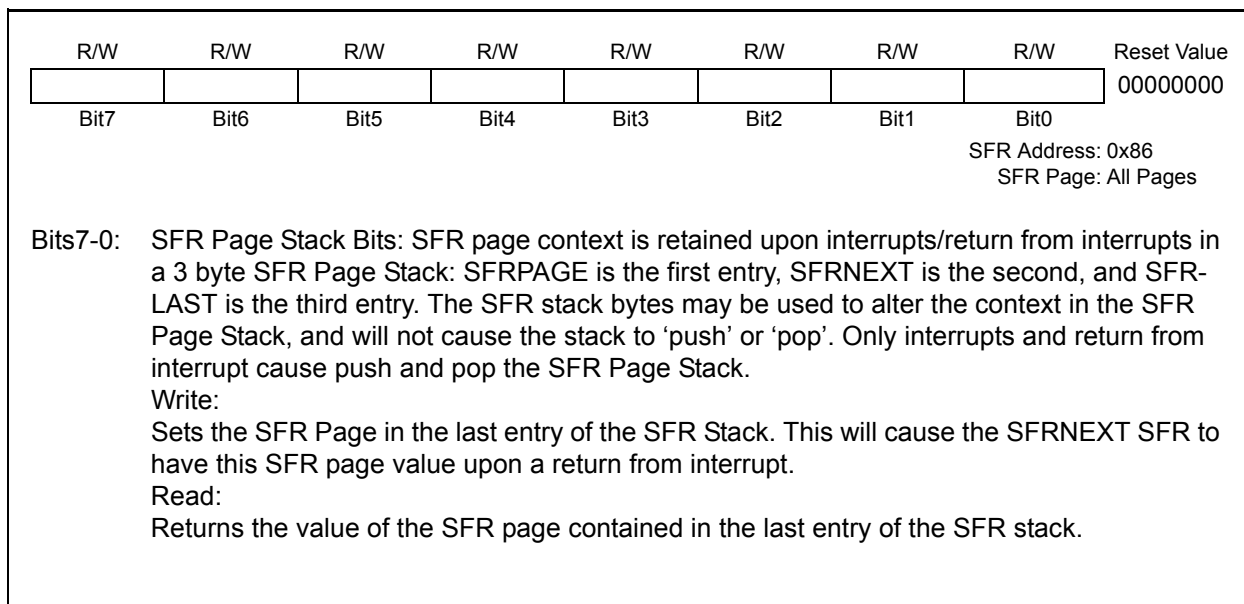 R/W R/W R/W R/W R/W R/W R/W R/W Reset Value
00000000
Bit7 Bit6 Bit5 Bit4 Bit3 Bit2 Bit1 Bit0
SFR Address: 0x86
SFR Page: All Pages
Bits7-0: SFR Page Stack Bits: SFR page context is retained upon interrupts/return from interrupts in
a 3 byte SFR Page Stack: SFRPAGE is the first entry, SFRNEXT is the second, and SFR-
LAST is the third entry. The SFR stack bytes may be used to alter the context in the SFR
Page Stack, and will not cause the stack to ‘push’ or ‘pop’. Only interrupts and return from
interrupt cause push and pop the SFR Page Stack.
Write:
Sets the SFR Page in the last entry of the SFR Stack. This will cause the SFRNEXT SFR to
have this SFR page value upon a return from interrupt.
Read:
Returns the value of the SFR page contained in the last entry of the SFR stack.